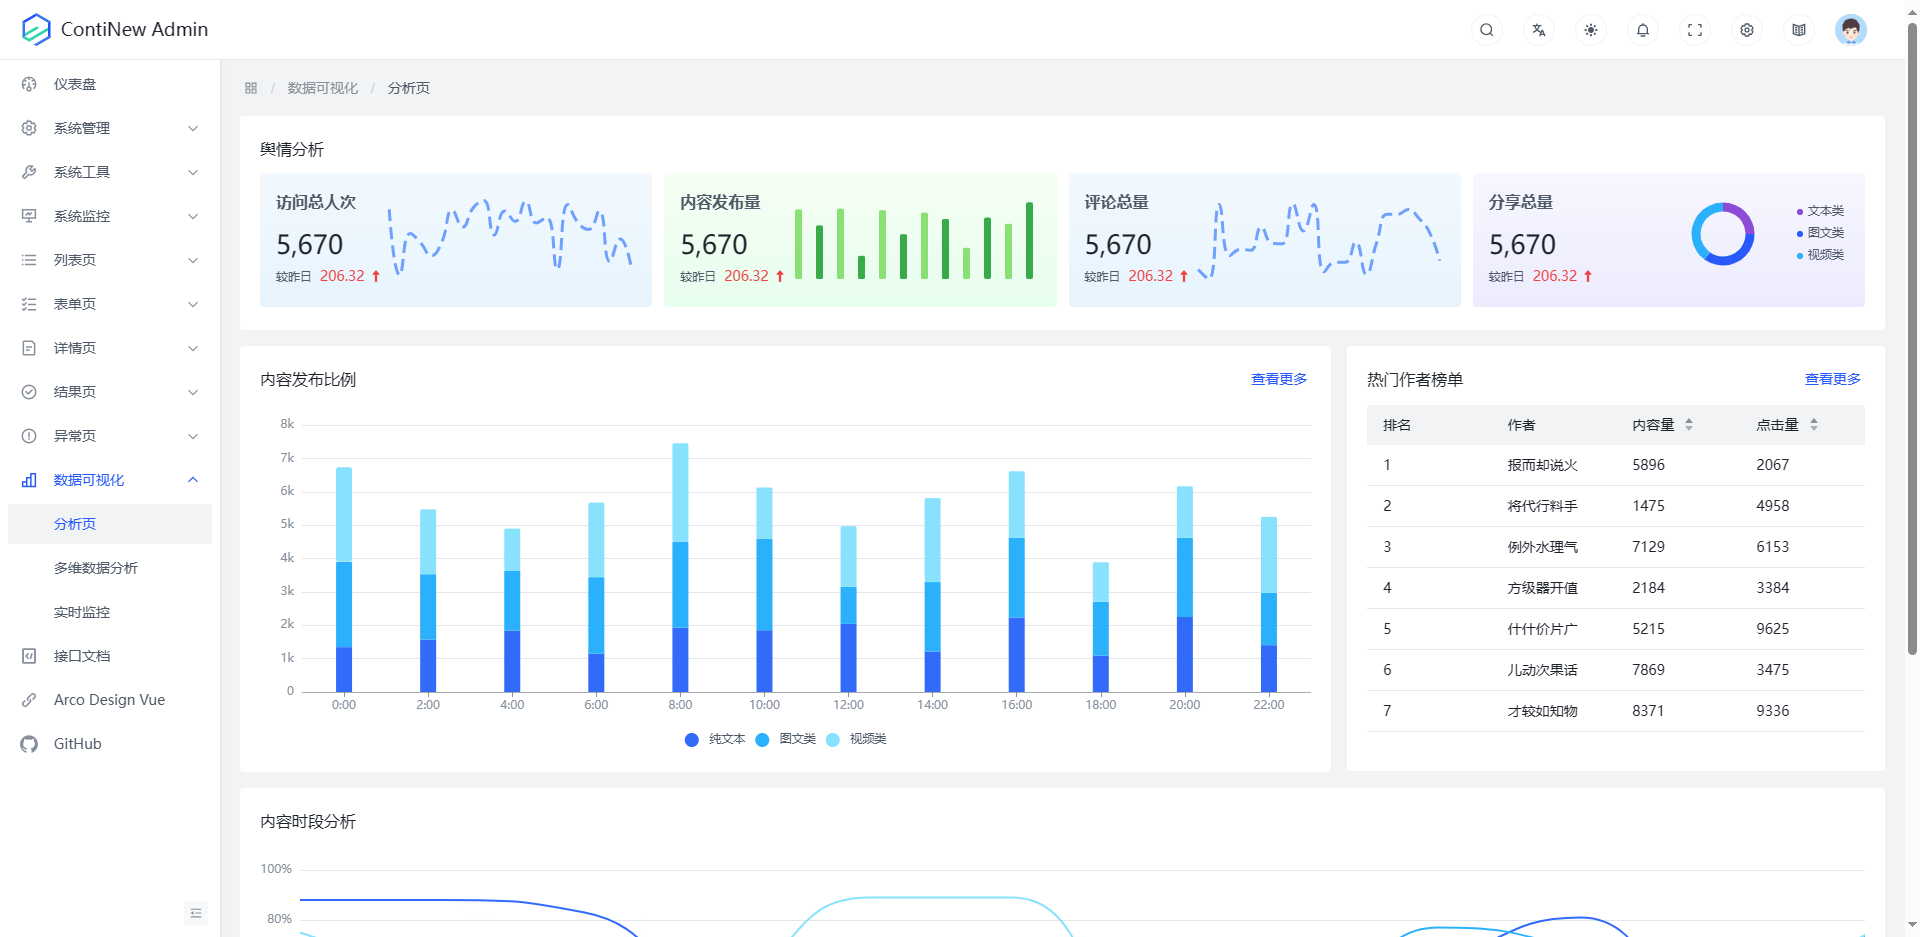 ContiNew Admin
仪表盘
系统管理
系统工具
系统监控
列表页
表单页
详情页
结果页
异常页
数据可视化
分析页
多维数据分析
实时监控
接口文档
Arco Design Vue
GitHub
/ 数据可视化 / 分析页
舆情分析
访问总人次
5,670
较昨日 206.32
内容发布量
5,670
较昨日 206.32
评论总量
5,670
较昨日 206.32
分享总量
5,670
较昨日 206.32
文本类
图文类
视频类
内容发布比例 查看更多
8k
7k
6k
5k
4k
3k
2k
1k
0
0:00 2:00 4:00 6:00 8:00 10:00 12:00 14:00 16:00 18:00 20:00 22:00
纯文本 图文类 视频类
热门作者榜单 查看更多
排名 作者 内容量 点击量
1 报而却说火 5896 2067
2 将代行料手 1475 4958
3 例外水理气 7129 6153
4 方级器开值 2184 3384
5 什什价片广 5215 9625
6 儿动次果话 7869 3475
7 才较如知物 8371 9336
内容时段分析
100%
80%